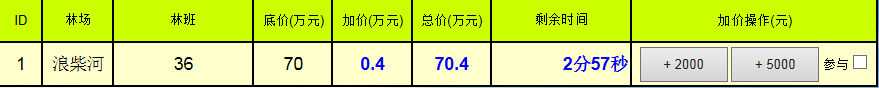 ID 林场 林班 底价(万元) 加价(万元) 总价(万元) 剩余时间 加价操作(元)
1 浪柴河 36 70 0.4 70.4 2分57秒 + 2000 + 5000 参与